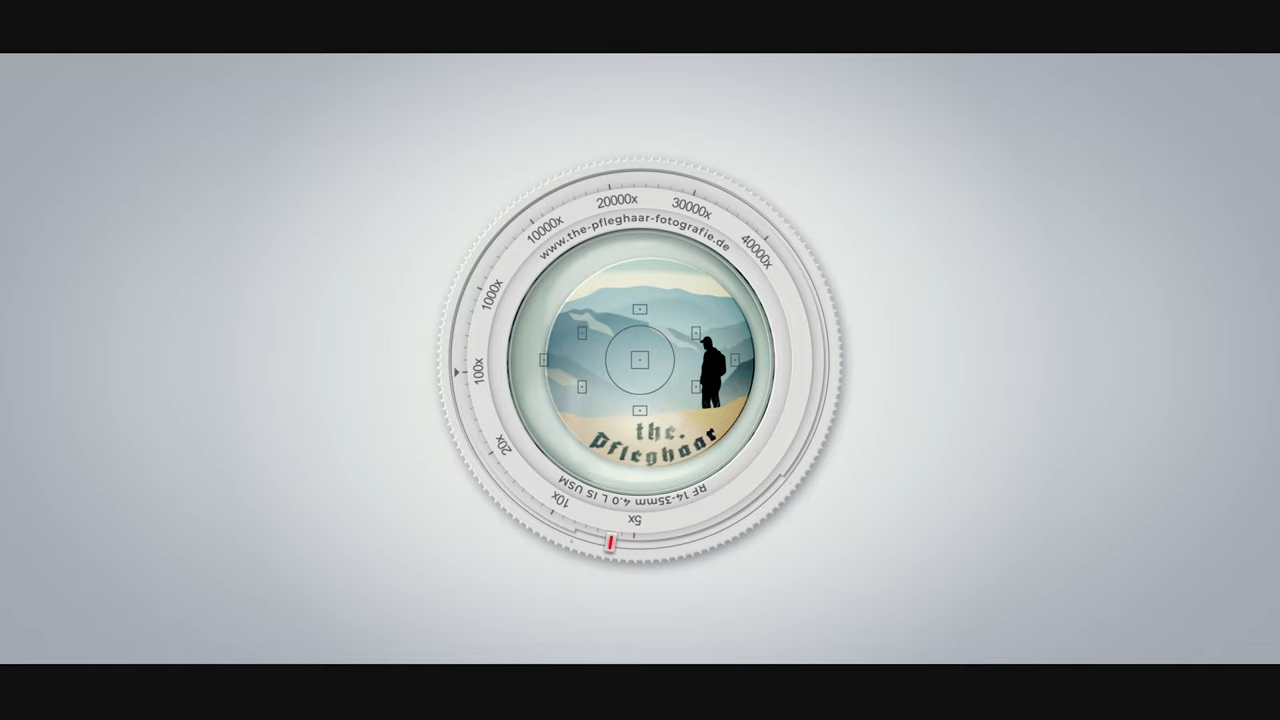 5x
10x
20x
100x
1000x
10000x
20000x
30000x
40000x
www.the-pfleghaar-fotografie.de
the.
pfleghaar
RF 14-35mm 4.0 L IS USM